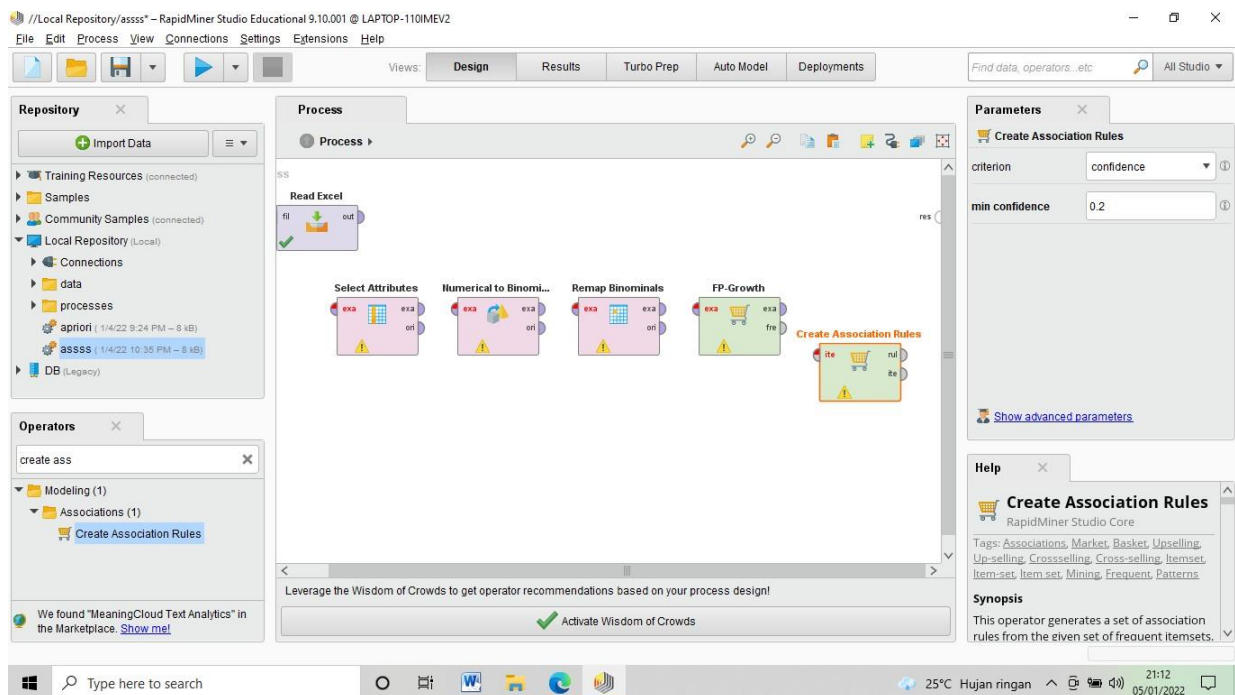 //Local Repository/assss* – RapidMiner Studio Educational 9.10.001 @ LAPTOP-110IMEV2
File Edit Process View Connections Settings Extensions Help
Views: Design Results Turbo Prep Auto Model Deployments
Find data, operators...etc All Studio
Repository
Import Data
Training Resources (connected)
Samples
Community Samples (connected)
Local Repository (Local)
Connections
data
processes
apriori ( 1/4/22 9:24 PM – 8 kB)
assss ( 1/4/22 10:35 PM – 8 kB)
DB (Legacy)
Operators
create ass
Modeling (1)
Associations (1)
Create Association Rules
We found "MeaningCloud Text Analytics" in
the Marketplace. Show me!
Process
Process
ss
Read Excel
fil out
res
Select Attributes
exa exa
ori
Numerical to Binomi...
exa exa
ori
Remap Binominals
exa exa
ori
FP-Growth
exa exa
fre
Create Association Rules
ite rul
ite
Leverage the Wisdom of Crowds to get operator recommendations based on your process design!
Activate Wisdom of Crowds
Parameters
Create Association Rules
criterion confidence
min confidence 0.2
Show advanced parameters
Help
Create Association Rules
RapidMiner Studio Core
Tags: Associations, Market, Basket, Upselling,
Up-selling, Crossselling, Cross-selling, Itemset,
Item-set, Item set, Mining, Frequent, Patterns
Synopsis
This operator generates a set of association
rules from the given set of frequent itemsets.
Type here to search
25°C Hujan ringan
21:12
05/01/2022